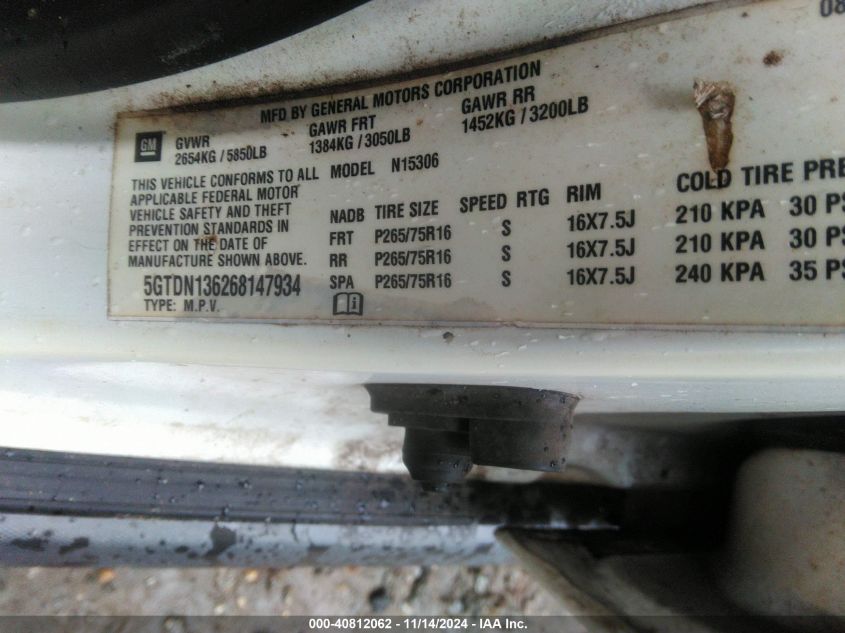 08
MFD BY GENERAL MOTORS CORPORATION
GM
GVWR GAWR FRT GAWR RR
2654KG / 5850LB 1384KG / 3050LB 1452KG / 3200LB
THIS VEHICLE CONFORMS TO ALL
APPLICABLE FEDERAL MOTOR
VEHICLE SAFETY AND THEFT
PREVENTION STANDARDS IN
EFFECT ON THE DATE OF
MANUFACTURE SHOWN ABOVE.
5GTDN136268147934
TYPE: M.P.V.
MODEL N15306
NADB TIRE SIZE SPEED RTG RIM COLD TIRE PRE
FRT P265/75R16 S 16X7.5J 210 KPA 30 PS
RR P265/75R16 S 16X7.5J 210 KPA 30 PS
SPA P265/75R16 S 16X7.5J 240 KPA 35 PS
000-40812062 - 11/14/2024 - IAA Inc.